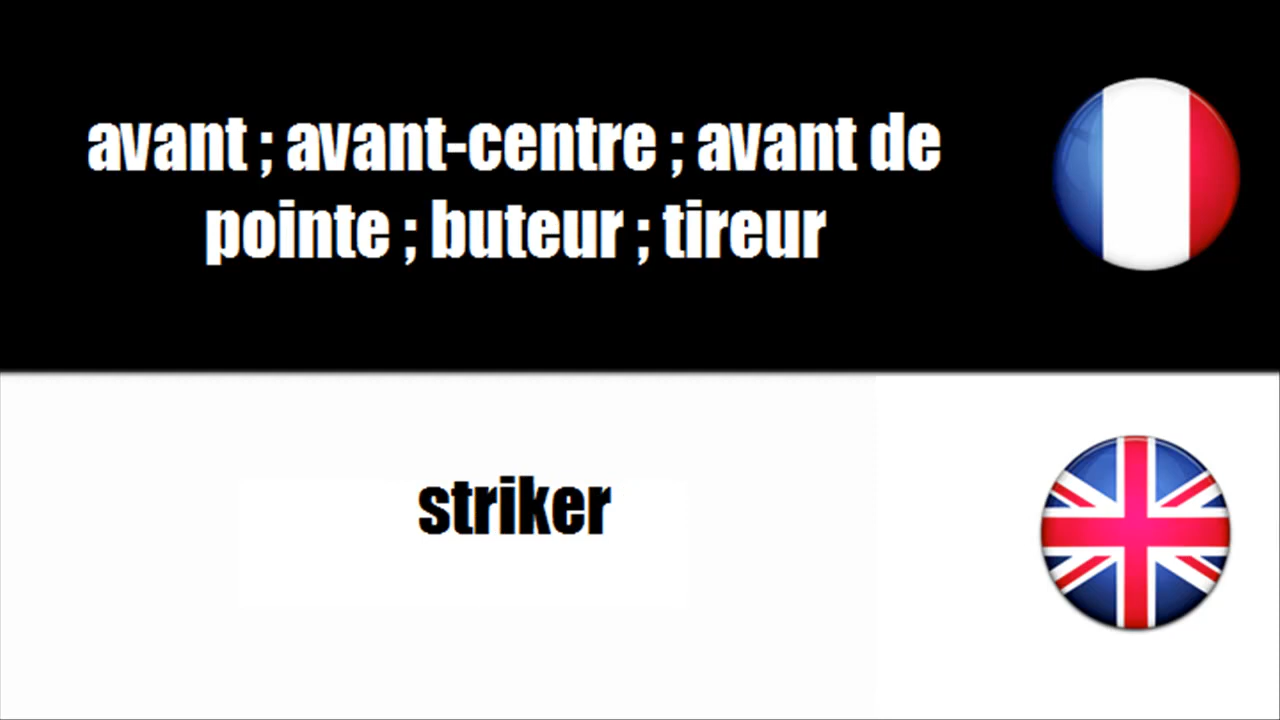 avant ; avant-centre ; avant de
pointe ; buteur ; tireur
striker